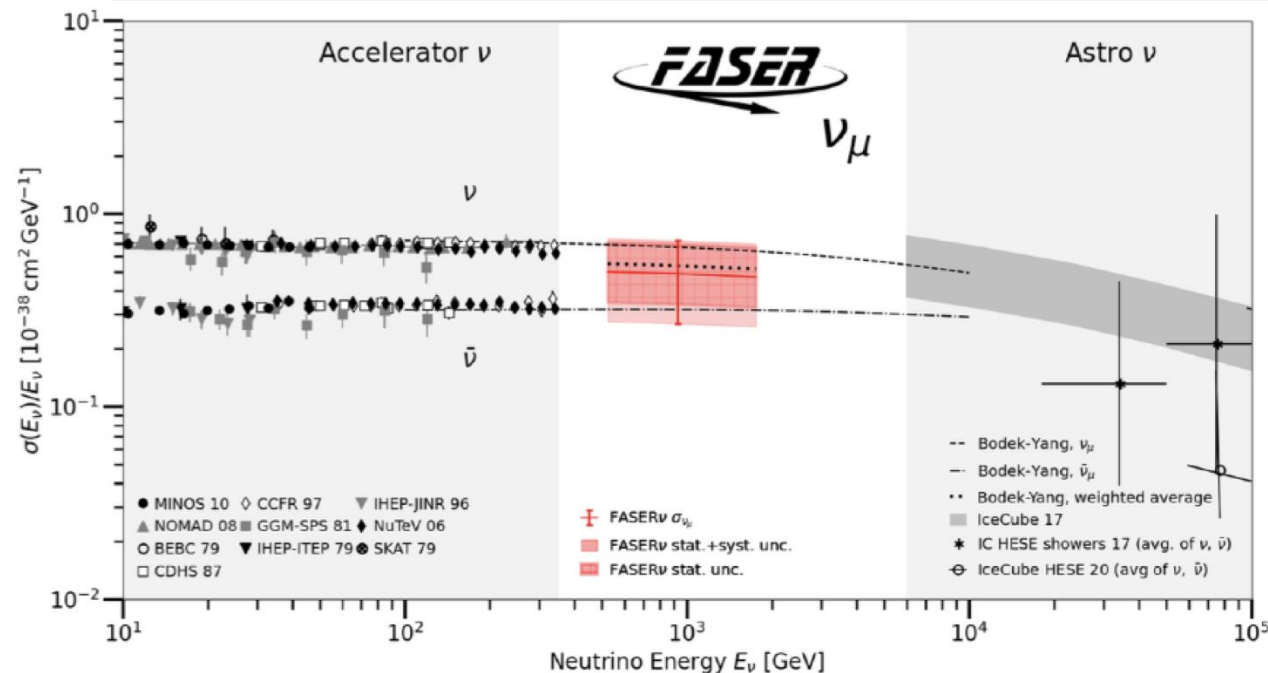 10¹
10⁰
10⁻¹
10⁻²
σ(Eν)/Eν [10⁻³⁸ cm² GeV⁻¹]
Accelerator ν
FASER
νμ
Astro ν
ν
ν̄
MINOS 10
NOMAD 08
BEBC 79
CDHS 87
CCFR 97
GGM-SPS 81
IHEP-ITEP 79
IHEP-JINR 96
NuTeV 06
SKAT 79
FASERν σνμ
FASERν stat.+syst. unc.
FASERν stat. unc.
Bodek-Yang, νμ
Bodek-Yang, ν̄μ
Bodek-Yang, weighted average
IceCube 17
IC HESE showers 17 (avg. of ν, ν̄)
IceCube HESE 20 (avg of ν, ν̄)
10¹ 10² 10³ 10⁴ 10⁵
Neutrino Energy Eν [GeV]